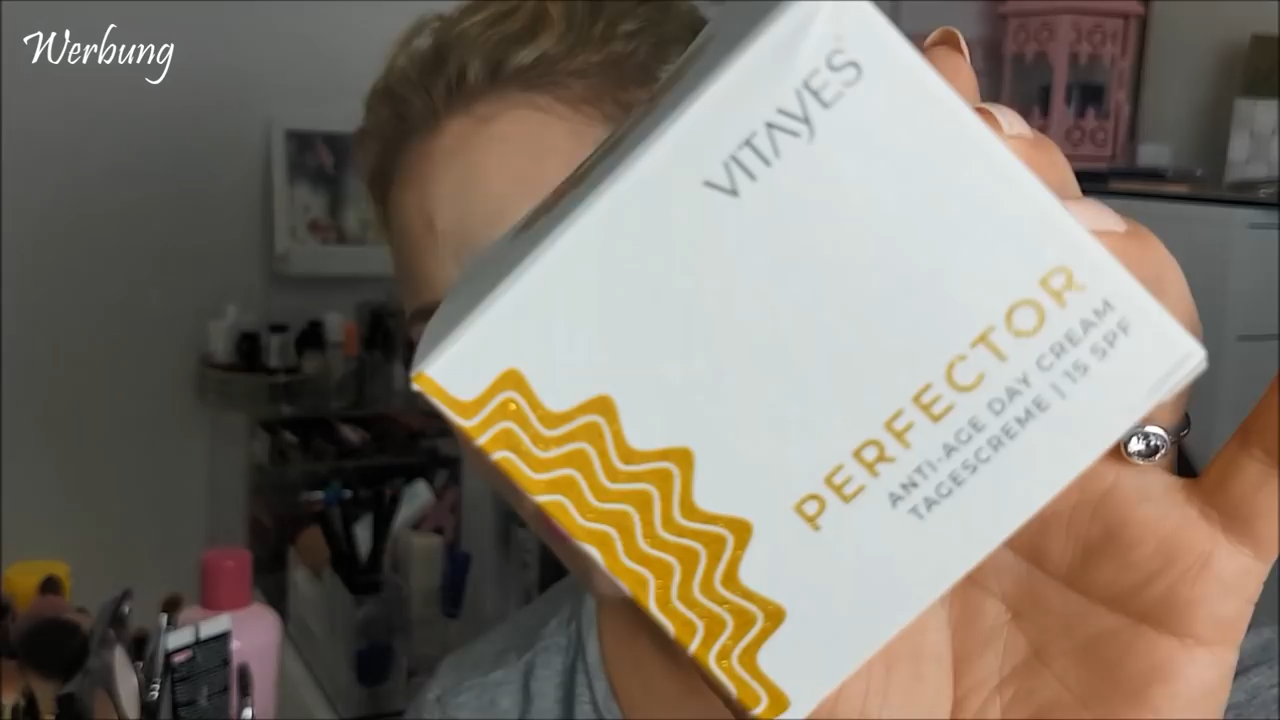 Werbung
VITAYES
PERFECTOR
ANTI-AGE DAY CREAM
TAGESCREME | 15 SPF